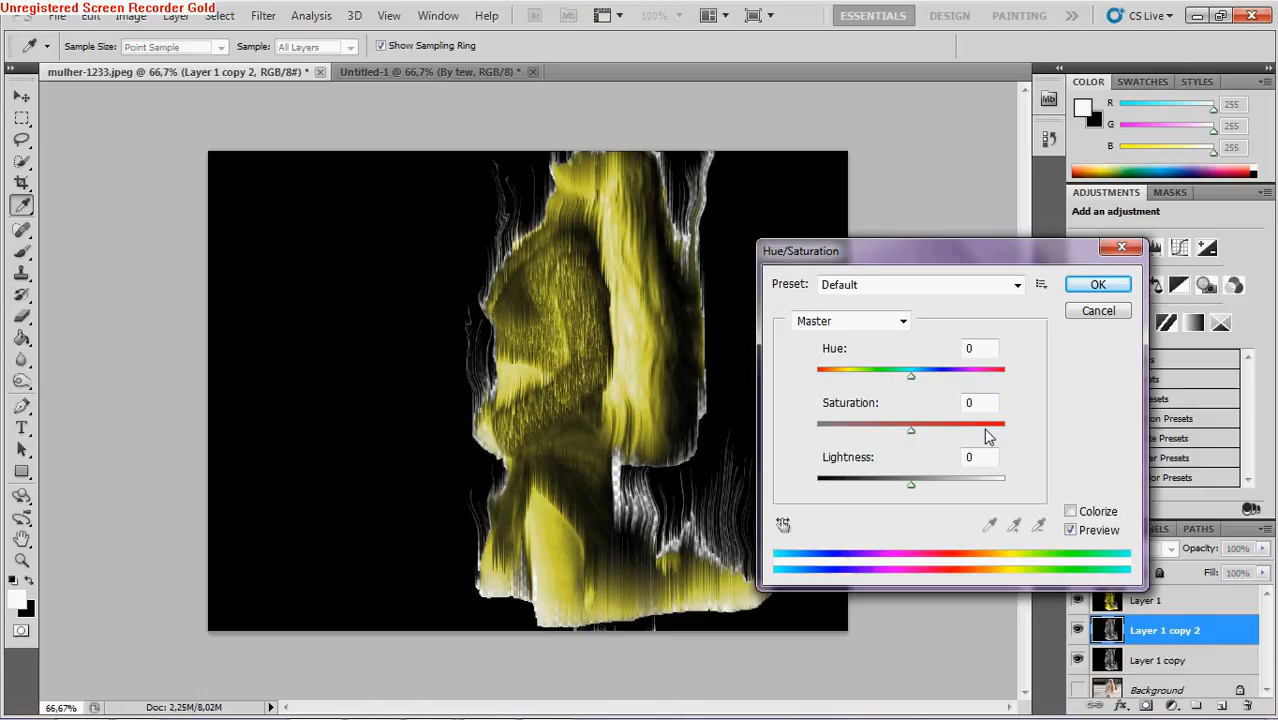 Unregistered Screen Recorder Gold
File Edit Image Layer Select Filter Analysis 3D View Window Help
Br Mb 100% ESSENTIALS DESIGN PAINTING CS Live
Sample Size: Point Sample Sample: All Layers Show Sampling Ring
mulher-1233.jpeg @ 66,7% (Layer 1 copy 2, RGB/8#) * Untitled-1 @ 66,7% (By tew, RGB/8) *
COLOR SWATCHES STYLES
Mb
R 255
G 255
B 255
ADJUSTMENTS MASKS
Add an adjustment
Hue/Saturation
Preset: Default
OK
Master
Cancel
Hue: 0
Saturation: 0
Lightness: 0
Colorize
Preview
PATHS
Opacity: 100%
Fill: 100%
Layer 1
Layer 1 copy 2
Layer 1 copy
Background
66,67% Doc: 2,25M/8,02M